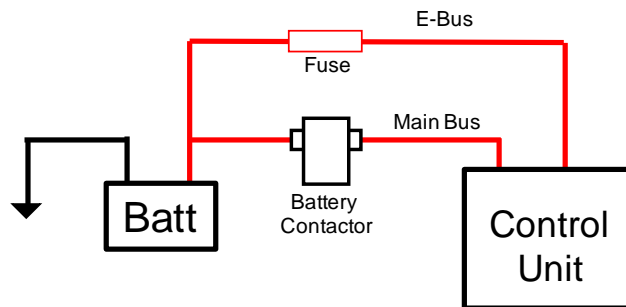 E-Bus
Fuse
Main Bus
Batt
Battery
Contactor
Control
Unit